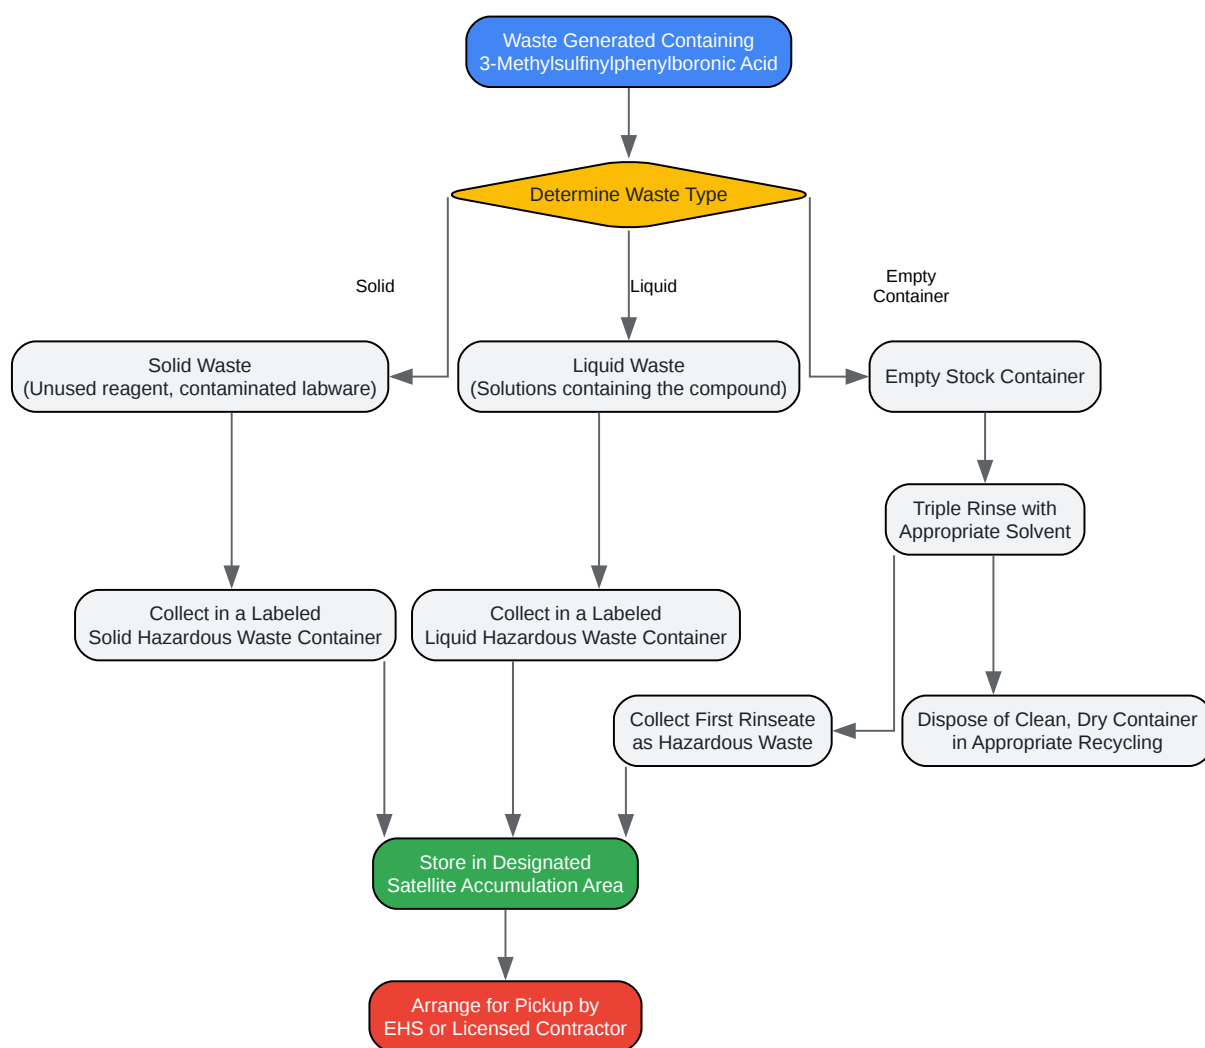 Waste Generated Containing
3-Methylsulfinylphenylboronic Acid
Determine Waste Type
Solid
Liquid
Empty
Container
Solid Waste
(Unused reagent, contaminated labware)
Liquid Waste
(Solutions containing the compound)
Empty Stock Container
Triple Rinse with
Appropriate Solvent
Collect in a Labeled
Solid Hazardous Waste Container
Collect in a Labeled
Liquid Hazardous Waste Container
Collect First Rinseate
as Hazardous Waste
Dispose of Clean, Dry Container
in Appropriate Recycling
Store in Designated
Satellite Accumulation Area
Arrange for Pickup by
EHS or Licensed Contractor